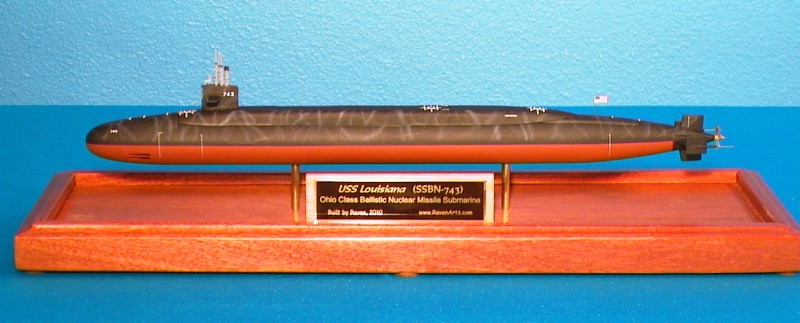 743
USS Louisiana (SSBN-743)
Ohio Class Ballistic Nuclear Missile Submarine
Built by Raven, 2010 www.RavenArts.com